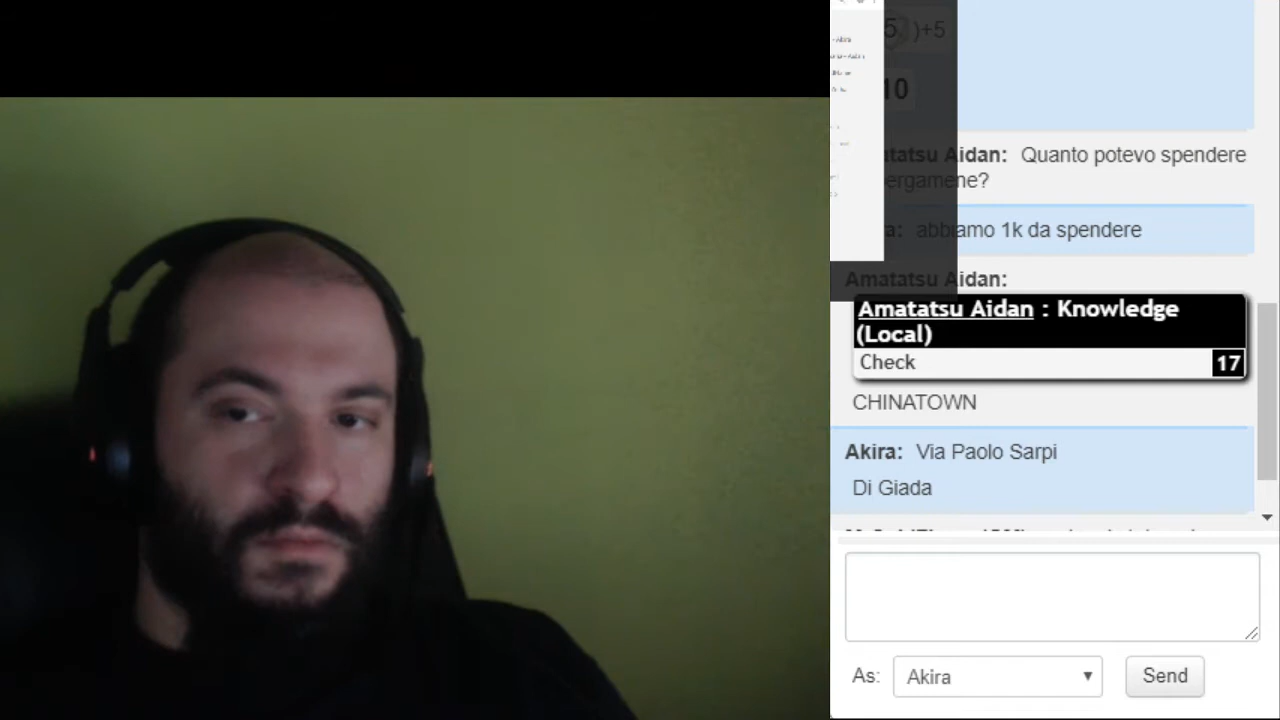 5 )+5
10
tatsu Aidan: Quanto potevo spendere
ergamene?
a: abbiamo 1k da spendere
Amatatsu Aidan:
Amatatsu Aidan : Knowledge
(Local)
Check 17
CHINATOWN
Akira: Via Paolo Sarpi
Di Giada
As: Akira Send